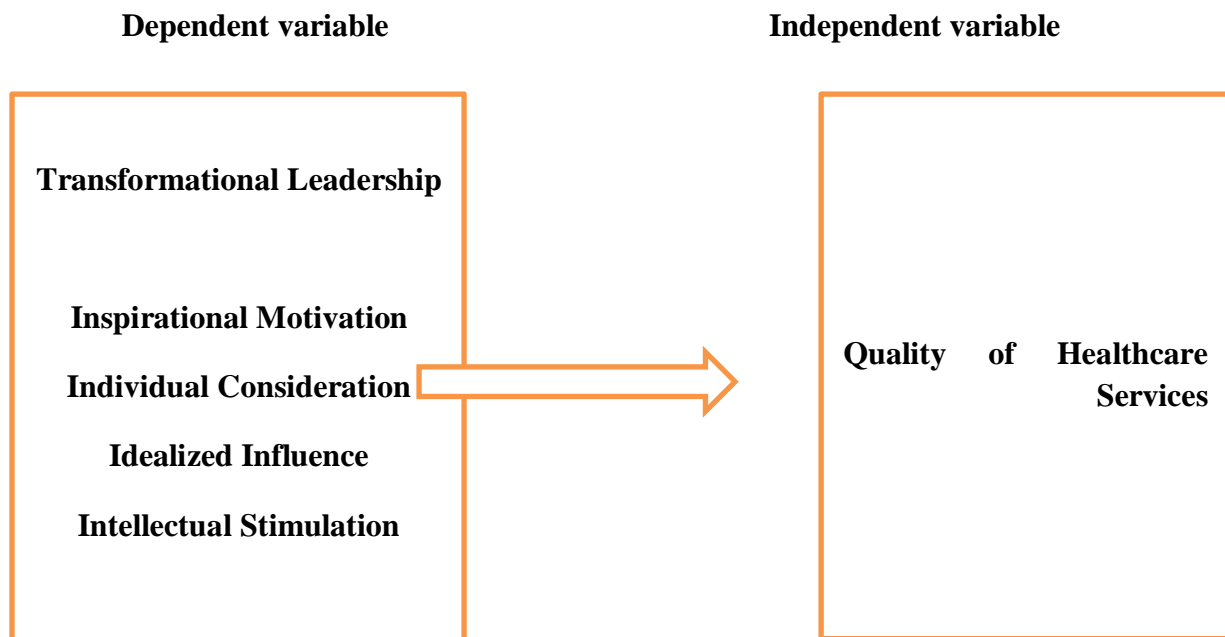 Dependent variable
Independent variable
Transformational Leadership
Inspirational Motivation
Individual Consideration
Idealized Influence
Intellectual Stimulation
Quality of Healthcare
Services